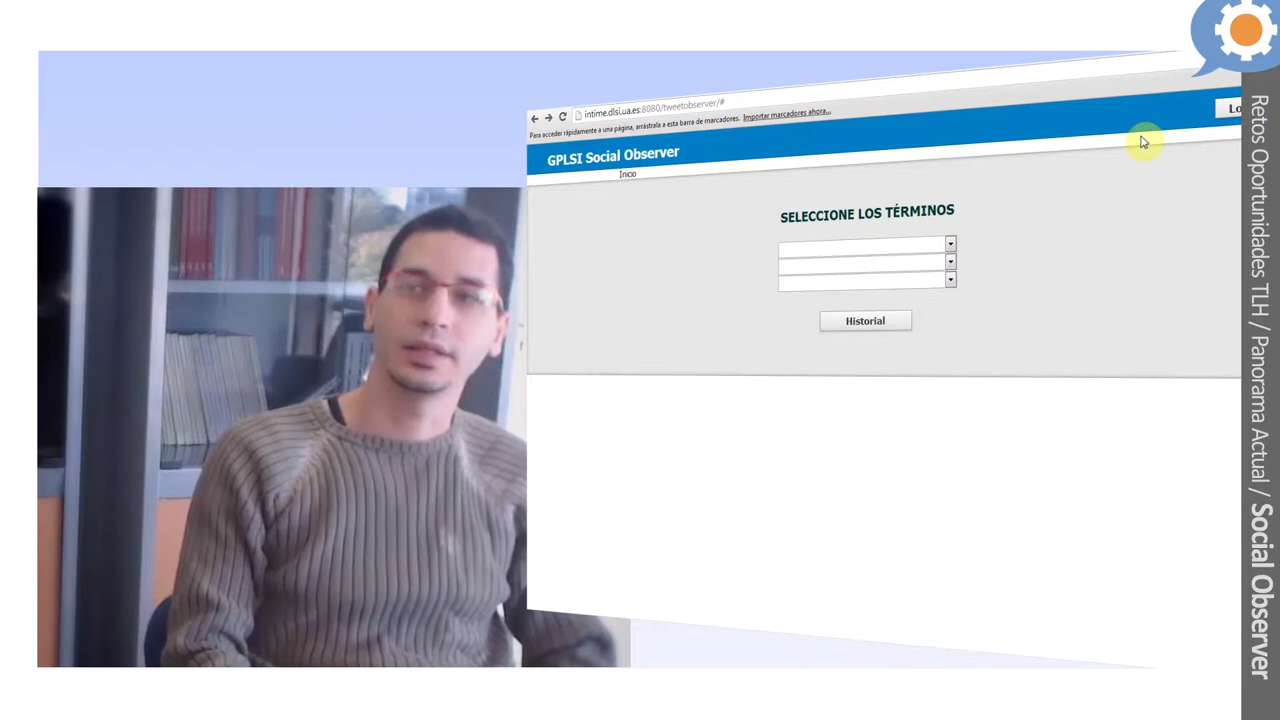 intime.dlsi.ua.es:8080/tweetobserver/#
Para acceder rápidamente a una página, arrástrala a esta barra de marcadores. Importar marcadores ahora...
GPLSI Social Observer
Lo
Inicio
SELECCIONE LOS TÉRMINOS
Historial
Retos Oportunidades TLH / Panorama Actual / Social Observer